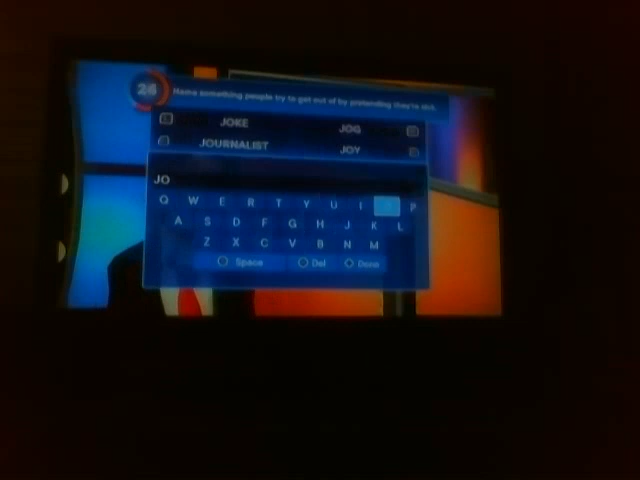 26 Name something people try to get out of by pretending they're sick.
JOKE JOG
JOURNALIST JOY
JO
Q W E R T Y U I P
A S D F G H J K L
Z X C V B N M
Space Del Done